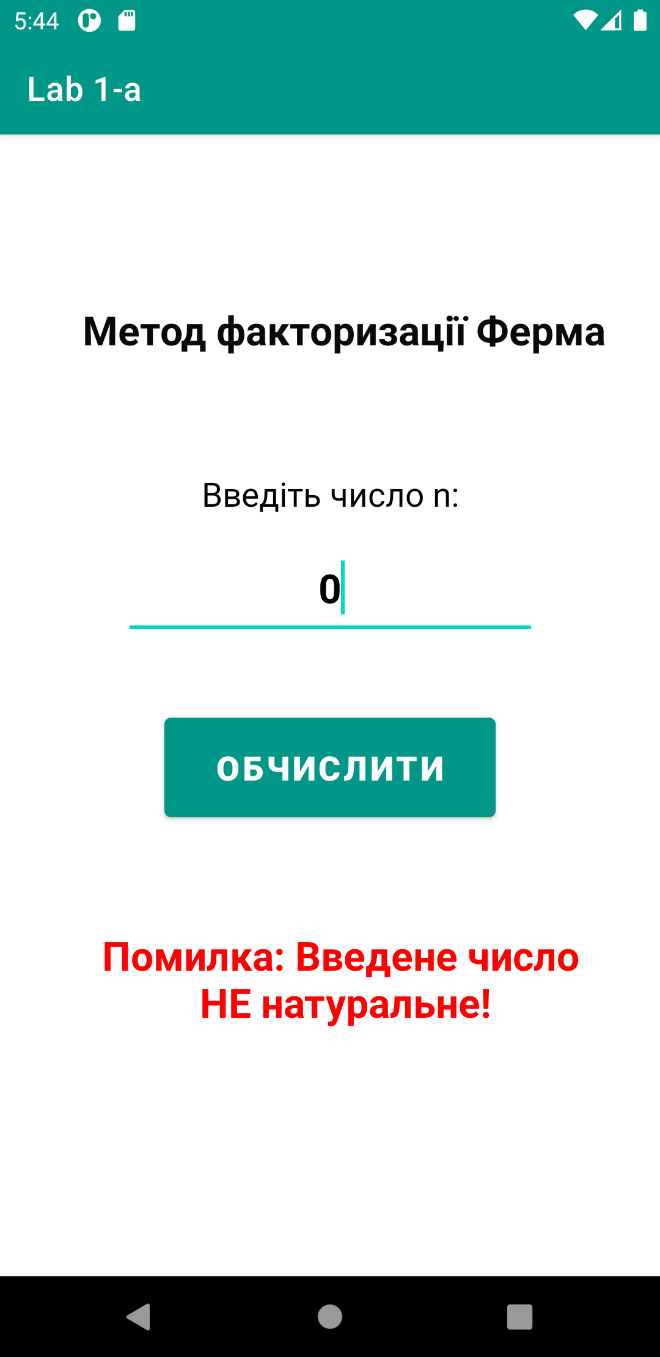 5:44
Lab 1-a
Метод факторизації Ферма
Введіть число n:
0
ОБЧИСЛИТИ
Помилка: Введене число
НЕ натуральне!